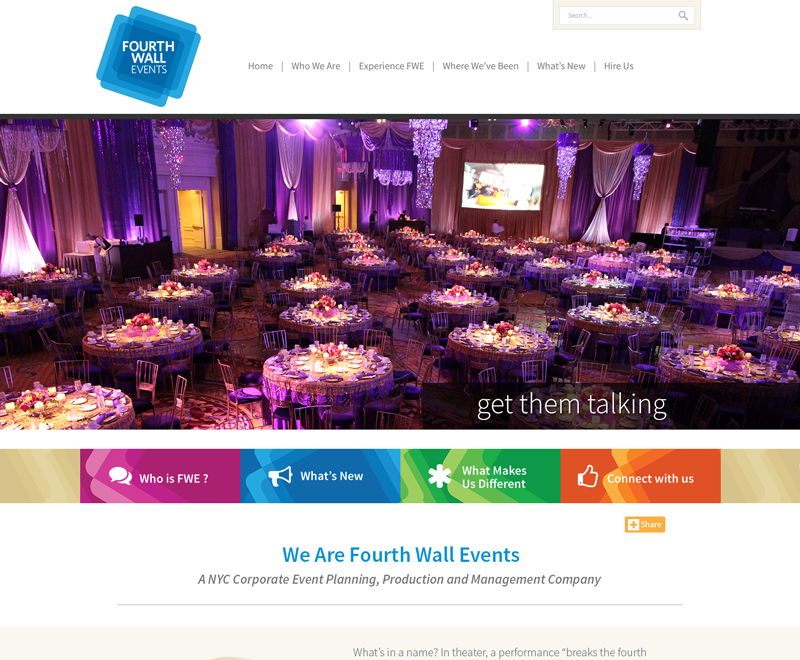 FOURTH
WALL
EVENTS
Search...
Home | Who We Are | Experience FWE | Where We've Been | What's New | Hire Us
get them talking
Who is FWE ?
What's New
What Makes
Us Different
Connect with us
Share
We Are Fourth Wall Events
A NYC Corporate Event Planning, Production and Management Company
What's in a name? In theater, a performance “breaks the fourth